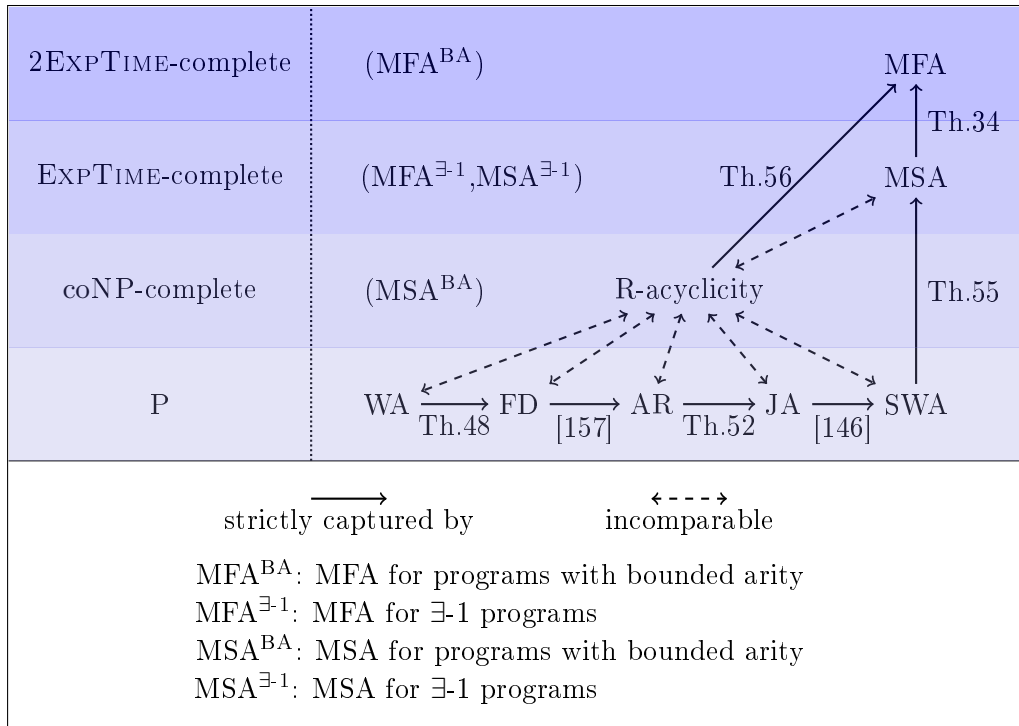 2ExpTime-complete (MFA^BA) MFA
Th.34
ExpTime-complete (MFA^∃-1,MSA^∃-1) Th.56 MSA
coNP-complete (MSA^BA) R-acyclicity Th.55
P WA FD AR JA SWA
Th.48 [157] Th.52 [146]
strictly captured by incomparable
MFA^BA: MFA for programs with bounded arity
MFA^∃-1: MFA for ∃-1 programs
MSA^BA: MSA for programs with bounded arity
MSA^∃-1: MSA for ∃-1 programs